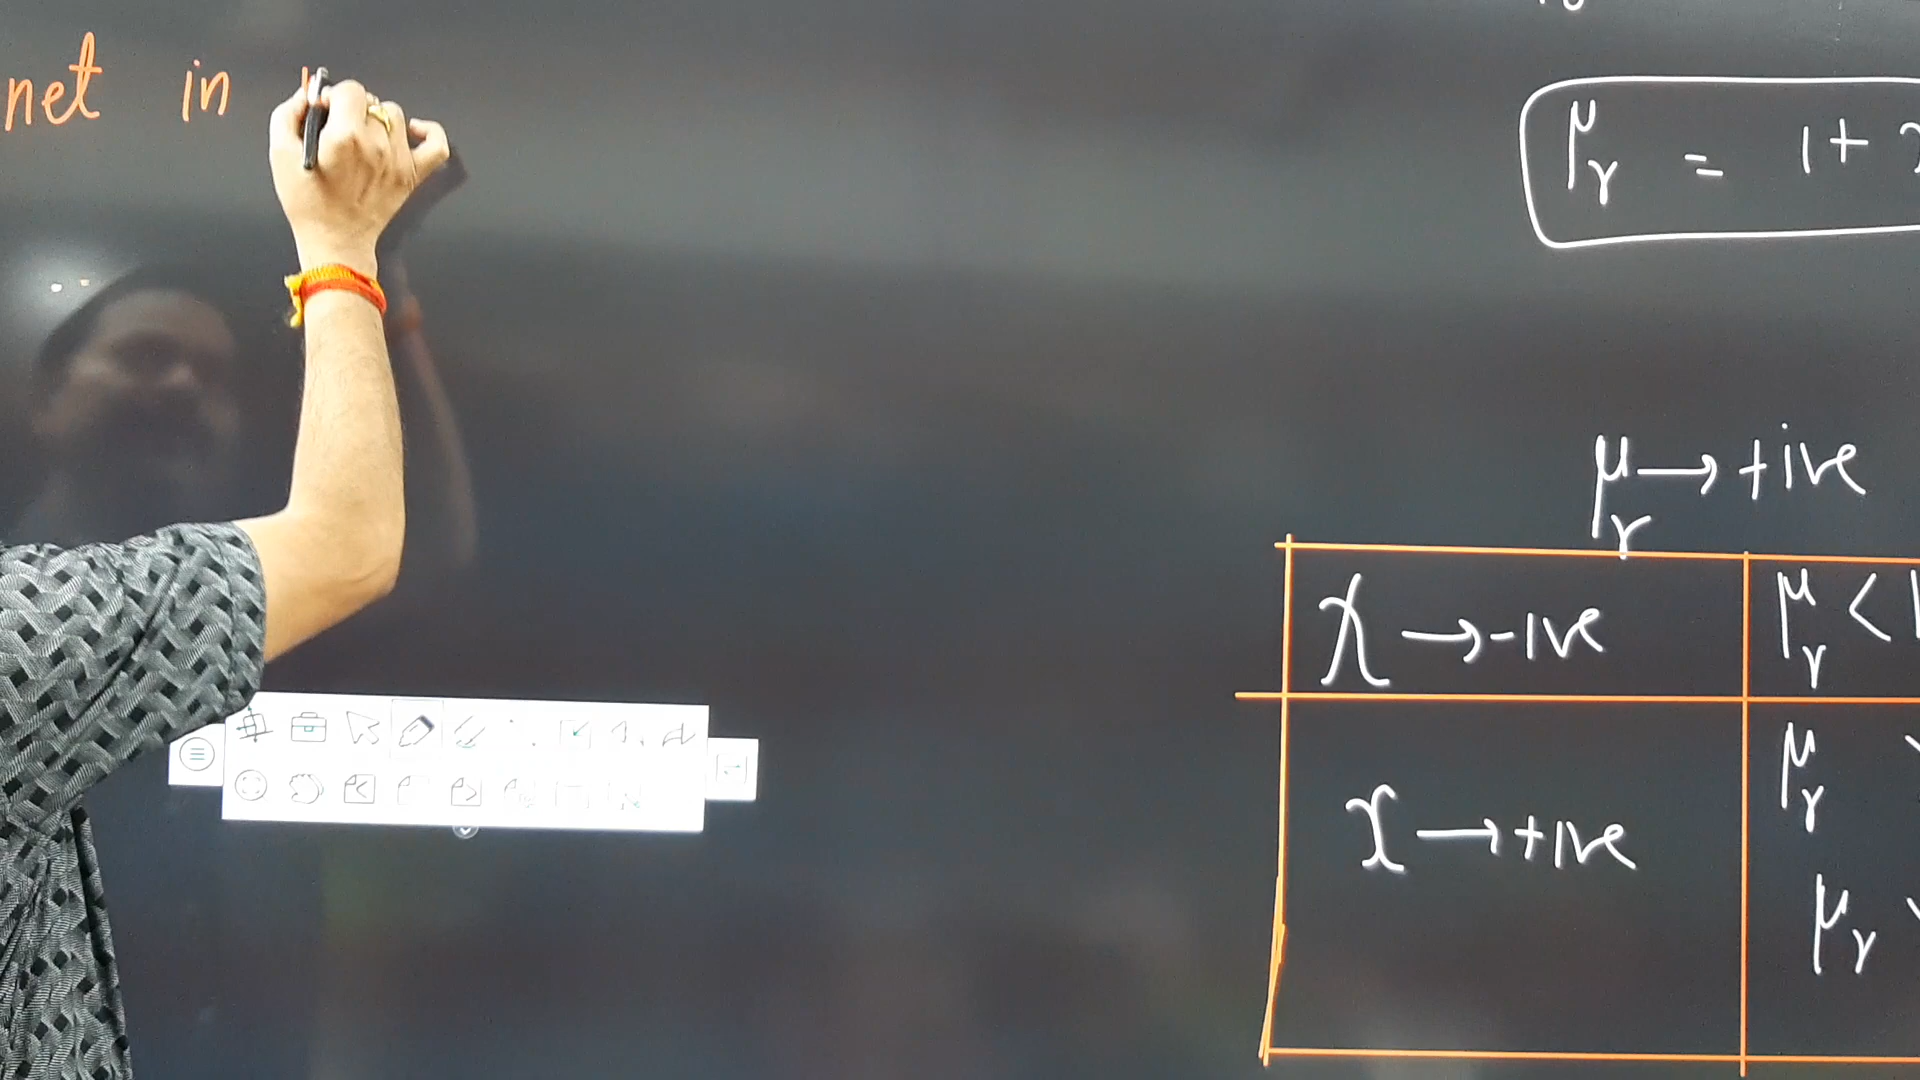 net in
μᵣ = 1+
μᵣ → +ive
χ → -ive
μᵣ <
x → +ive
μᵣ
μᵣ